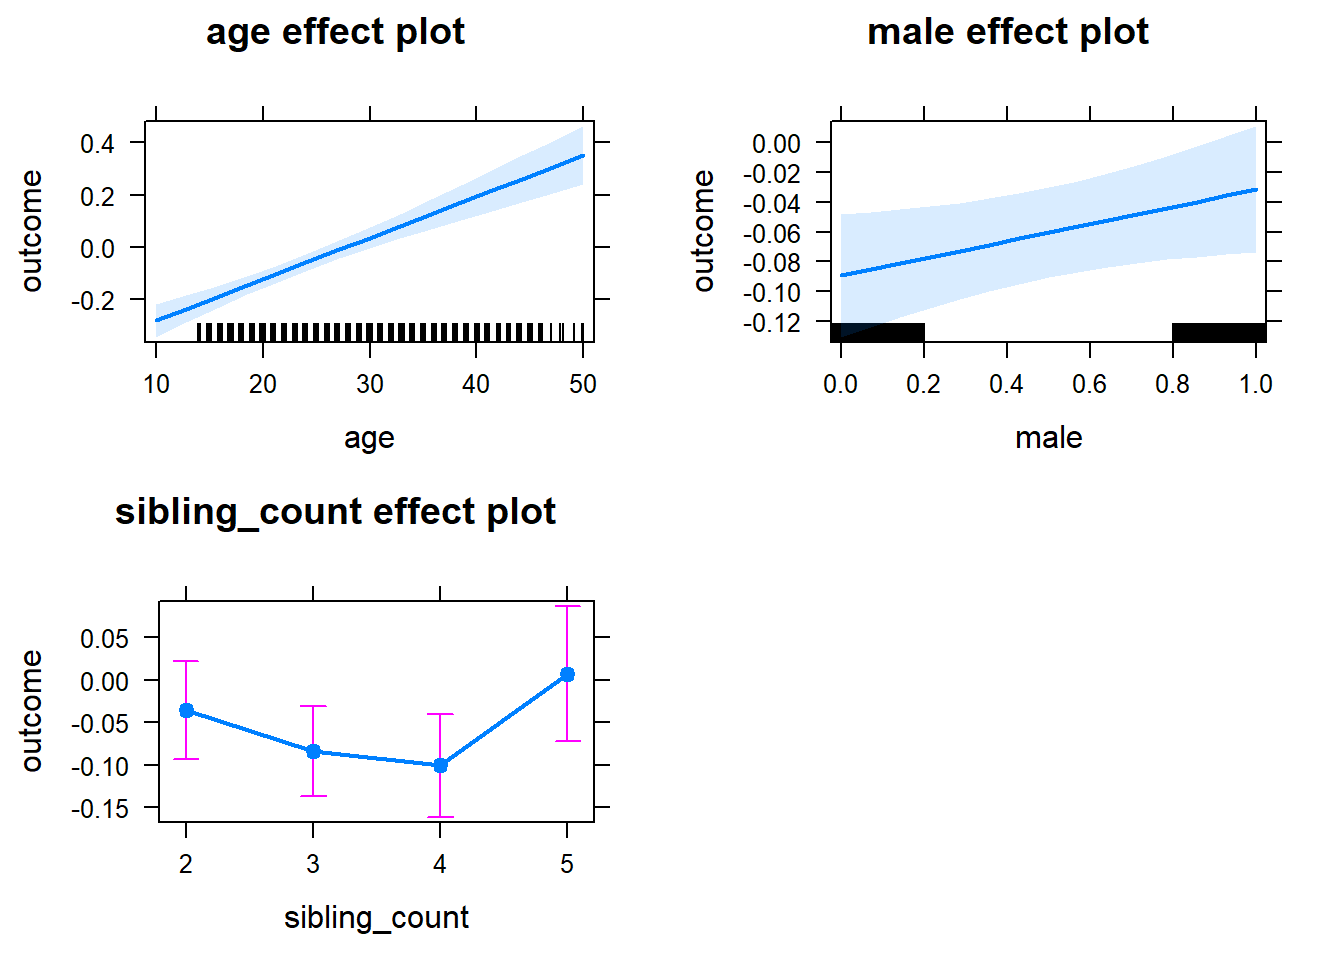 age effect plot
outcome
0.4
0.2
0.0
-0.2
10 20 30 40 50
age
male effect plot
outcome
0.00
-0.02
-0.04
-0.06
-0.08
-0.10
-0.12
0.0 0.2 0.4 0.6 0.8 1.0
male
sibling_count effect plot
outcome
0.05
0.00
-0.05
-0.10
-0.15
2 3 4 5
sibling_count